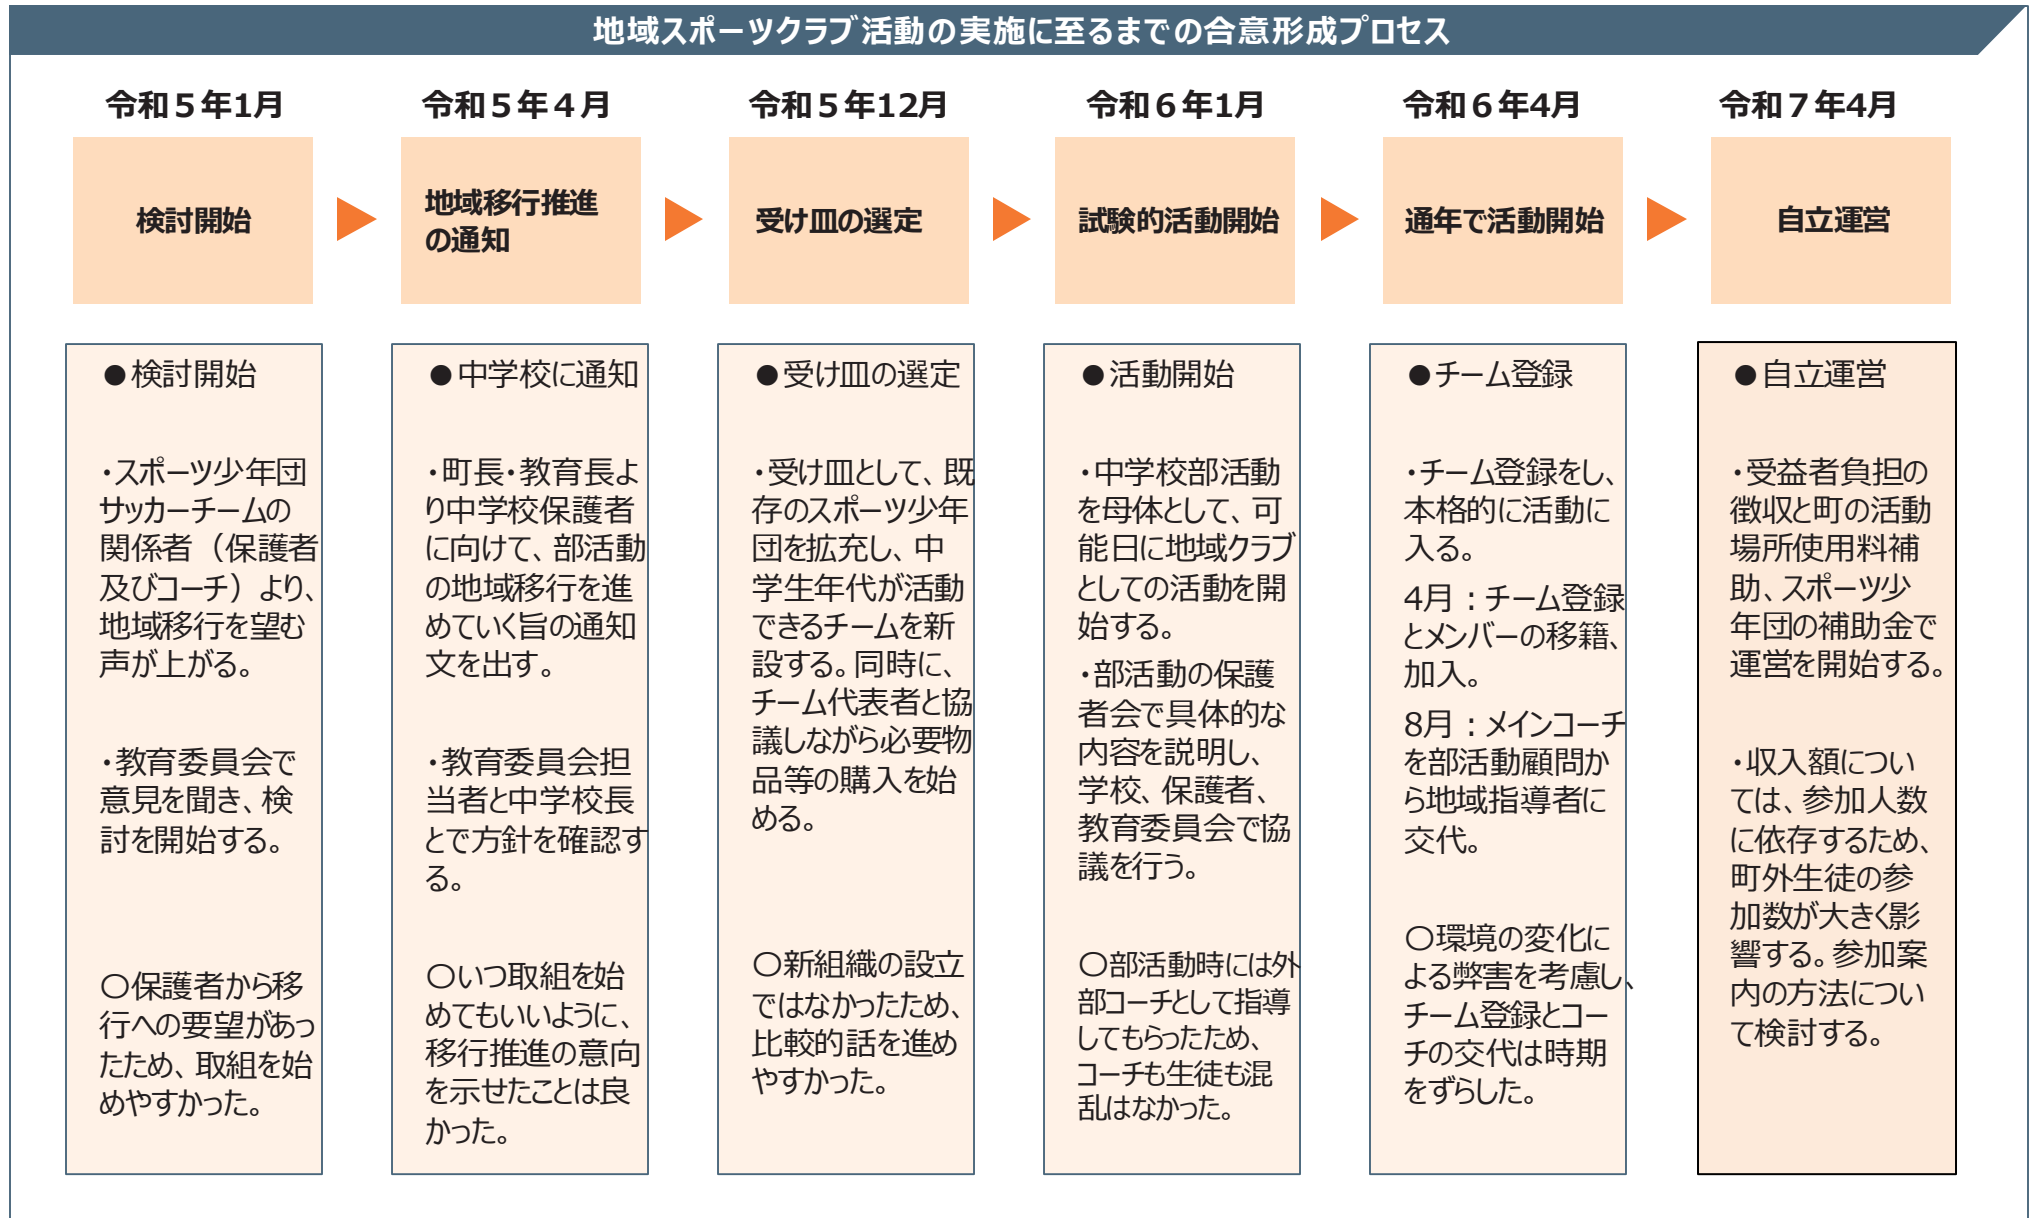 地域スポーツクラブ活動の実施に至るまでの合意形成プロセス
令和５年1月
検討開始
●検討開始
・スポーツ少年団
サッカーチームの
関係者（保護者
及びコーチ）より、
地域移行を望む
声が上がる。
・教育委員会で
意見を聞き、検
討を開始する。
〇保護者から移
行への要望があっ
たため、取組を始
めやすかった。
令和５年４月
地域移行推進
の通知
●中学校に通知
・町長・教育長よ
り中学校保護者
に向けて、部活動
の地域移行を進
めていく旨の通知
文を出す。
・教育委員会担
当者と中学校長
とで方針を確認す
る。
〇いつ取組を始
めてもいいように、
移行推進の意向
を示せたことは良
かった。
令和５年12月
受け皿の選定
●受け皿の選定
・受け皿として、既
存のスポーツ少年
団を拡充し、中
学生年代が活動
できるチームを新
設する。同時に、
チーム代表者と協
議しながら必要物
品等の購入を始
める。
〇新組織の設立
ではなかったため、
比較的話を進め
やすかった。
令和６年1月
試験的活動開始
●活動開始
・中学校部活動
を母体として、可
能日に地域クラブ
としての活動を開
始する。
・部活動の保護
者会で具体的な
内容を説明し、
学校、保護者、
教育委員会で協
議を行う。
〇部活動時には外
部コーチとして指導
してもらったため、
コーチも生徒も混
乱はなかった。
令和６年4月
通年で活動開始
●チーム登録
・チーム登録をし、
本格的に活動に
入る。
4月：チーム登録
とメンバーの移籍、
加入。
8月：メインコーチ
を部活動顧問か
ら地域指導者に
交代。
〇環境の変化に
よる弊害を考慮し、
チーム登録とコー
チの交代は時期
をずらした。
令和７年4月
自立運営
●自立運営
・受益者負担の
徴収と町の活動
場所使用料補
助、スポーツ少
年団の補助金で
運営を開始する。
・収入額につい
ては、参加人数
に依存するため、
町外生徒の参
加数が大きく影
響する。参加案
内の方法につい
て検討する。